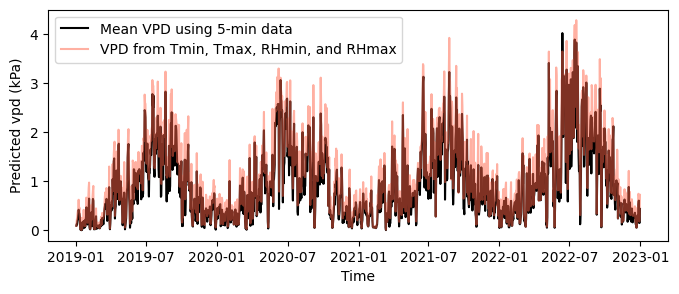 Mean VPD using 5-min data
VPD from Tmin, Tmax, RHmin, and RHmax
Predicted vpd (kPa)
4
3
2
1
0
2019-01 2019-07 2020-01 2020-07 2021-01 2021-07 2022-01 2022-07 2023-01
Time